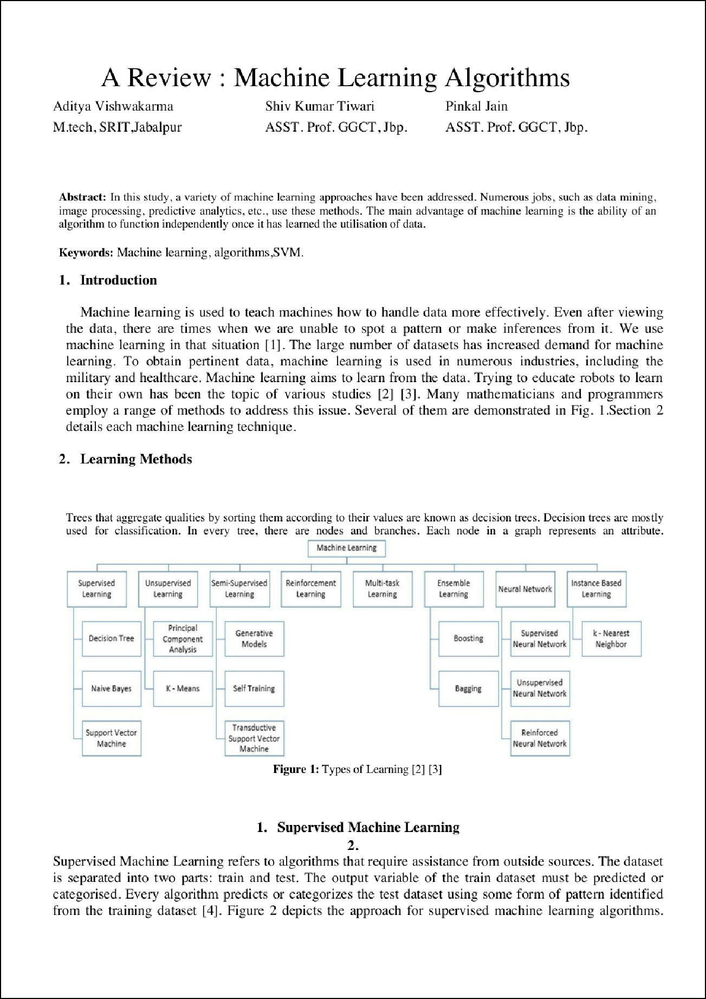 A Review : Machine Learning Algorithms
Aditya Vishwakarma
M.tech, SRIT,Jabalpur
Shiv Kumar Tiwari
ASST. Prof. GGCT, Jbp.
Pinkal Jain
ASST. Prof. GGCT, Jbp.
Abstract: In this study, a variety of machine learning approaches have been addressed. Numerous jobs, such as data mining,
image processing, predictive analytics, etc., use these methods. The main advantage of machine learning is the ability of an
algorithm to function independently once it has learned the utilisation of data.
Keywords: Machine learning, algorithms,SVM.
1. Introduction
Machine learning is used to teach machines how to handle data more effectively. Even after viewing
the data, there are times when we are unable to spot a pattern or make inferences from it. We use
machine learning in that situation [1]. The large number of datasets has increased demand for machine
learning. To obtain pertinent data, machine learning is used in numerous industries, including the
military and healthcare. Machine learning aims to learn from the data. Trying to educate robots to learn
on their own has been the topic of various studies [2] [3]. Many mathematicians and programmers
employ a range of methods to address this issue. Several of them are demonstrated in Fig. 1.Section 2
details each machine learning technique.
2. Learning Methods
Trees that aggregate qualities by sorting them according to their values are known as decision trees. Decision trees are mostly
used for classification. In every tree, there are nodes and branches. Each node in a graph represents an attribute.
Machine Learning
Supervised
Learning
Decision Tree
Naive Bayes
Support Vector
Machine
Unsupervised
Learning
Principal
Component
Analysis
K - Means
Semi-Supervised
Learning
Generative
Models
Self Training
Transductive
Support Vector
Machine
Reinforcement
Learning
Multi-task
Learning
Ensemble
Learning
Boosting
Bagging
Neural Network
Supervised
Neural Network
Unsupervised
Neural Network
Reinforced
Neural Network
Instance Based
Learning
k - Nearest
Neighbor
Figure 1: Types of Learning [2] [3]
1. Supervised Machine Learning
2.
Supervised Machine Learning refers to algorithms that require assistance from outside sources. The dataset
is separated into two parts: train and test. The output variable of the train dataset must be predicted or
categorised. Every algorithm predicts or categorizes the test dataset using some form of pattern identified
from the training dataset [4]. Figure 2 depicts the approach for supervised machine learning algorithms.